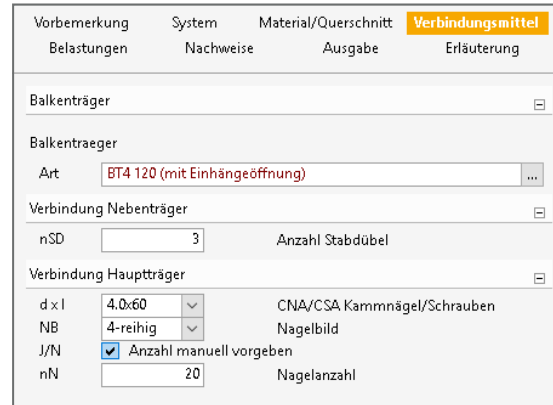 Vorbemerkung System Material/Querschnitt Verbindungsmittel
Belastungen Nachweise Ausgabe Erläuterung
Balkenträger
Balkentraeger
Art BT4 120 (mit Einhängeöffnung) ...
Verbindung Nebenträger
nSD 3 Anzahl Stabdübel
Verbindung Hauptträger
d x l 4.0x60 CNA/CSA Kammnägel/Schrauben
NB 4-reihig Nagelbild
J/N Anzahl manuell vorgeben
nN 20 Nagelanzahl